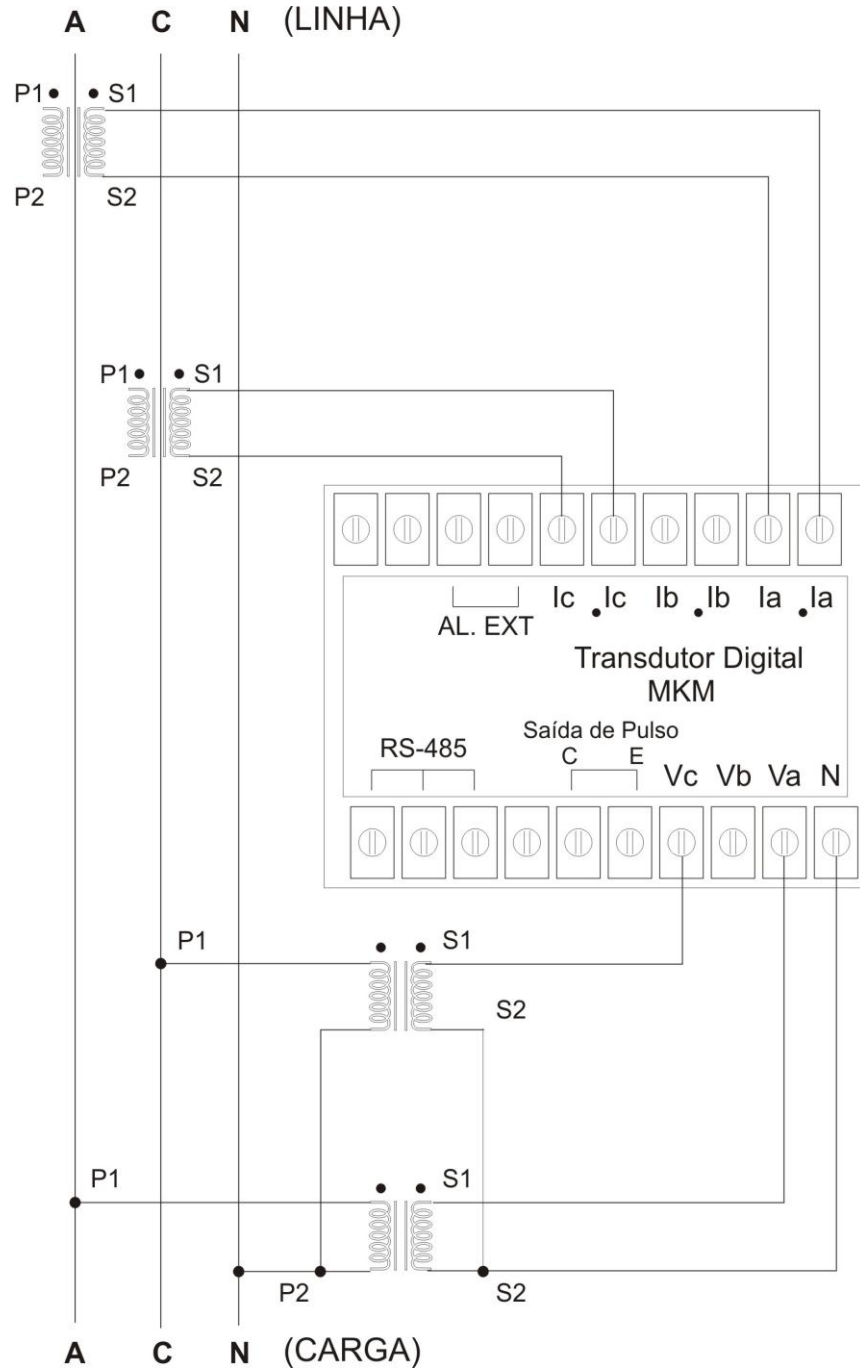 A C N (LINHA)
P1 S1
P2 S2
P1 S1
P2 S2
Ic Ic Ib Ib Ia Ia
AL. EXT
Transdutor Digital
MKM
Saída de Pulso
RS-485 C E
Vc Vb Va N
P1 S1
S2
P1 S1
P2 S2
A C N (CARGA)